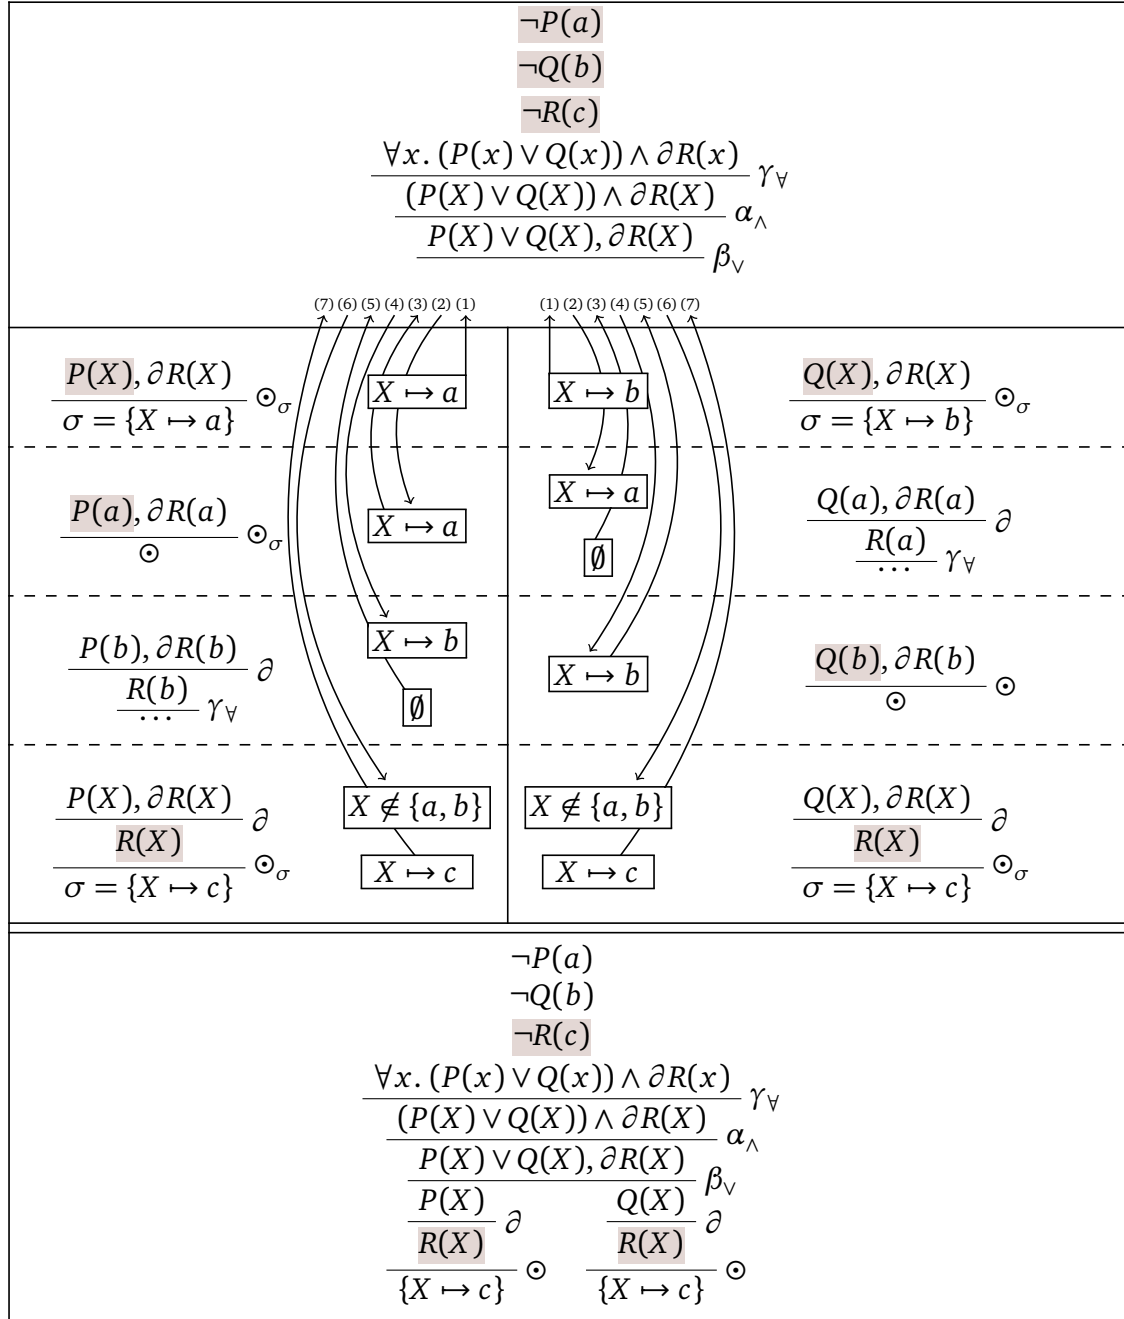 ¬P(a)
¬Q(b)
¬R(c)
∀x. (P(x) ∨ Q(x)) ∧ ∂R(x) γ∀
(P(X) ∨ Q(X)) ∧ ∂R(X) α∧
P(X) ∨ Q(X), ∂R(X) β∨
(7) (6) (5) (4) (3) (2) (1)
(1) (2) (3) (4) (5) (6) (7)
P(X), ∂R(X) ⊙σ
σ = {X ↦ a}
X ↦ a
X ↦ b
Q(X), ∂R(X) ⊙σ
σ = {X ↦ b}
P(a), ∂R(a) ⊙σ
⊙
X ↦ a
X ↦ a
∅
Q(a), ∂R(a) ∂
R(a) γ∀
...
P(b), ∂R(b) ∂
R(b) γ∀
...
X ↦ b
∅
X ↦ b
Q(b), ∂R(b) ⊙
⊙
P(X), ∂R(X) ∂
R(X) ⊙σ
σ = {X ↦ c}
X ∉ {a, b}
X ↦ c
X ∉ {a, b}
X ↦ c
Q(X), ∂R(X) ∂
R(X) ⊙σ
σ = {X ↦ c}
¬P(a)
¬Q(b)
¬R(c)
∀x. (P(x) ∨ Q(x)) ∧ ∂R(x) γ∀
(P(X) ∨ Q(X)) ∧ ∂R(X) α∧
P(X) ∨ Q(X), ∂R(X) β∨
P(X) ∂ Q(X) ∂
R(X) ⊙ R(X) ⊙
{X ↦ c} {X ↦ c}